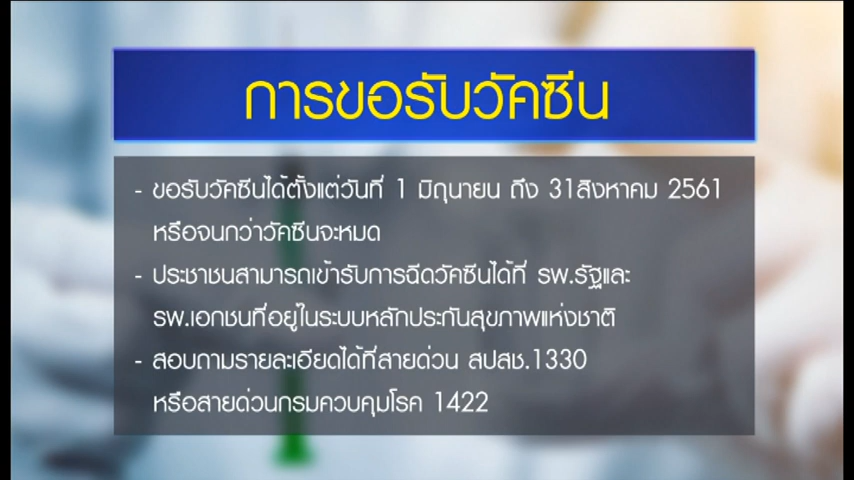 การขอรับวัคซีน
- ขอรับวัคซีนได้ตั้งแต่วันที่ 1 มิถุนายน ถึง 31สิงหาคม 2561
หรือจนกว่าวัคซีนจะหมด
- ประชาชนสามารถเข้ารับการฉีดวัคซีนได้ที่ รพ.รัฐและ
รพ.เอกชนที่อยู่ในระบบหลักประกันสุขภาพแห่งชาติ
- สอบถามรายละเอียดได้ที่สายด่วน สปสช.1330
หรือสายด่วนกรมควบคุมโรค 1422